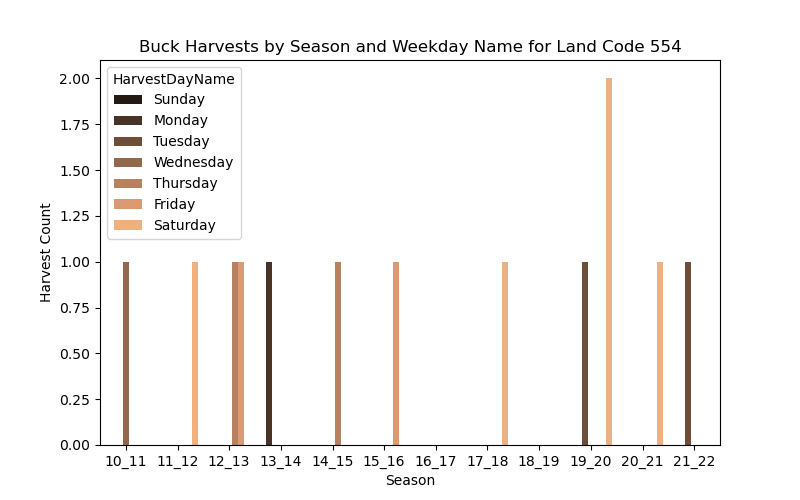 Buck Harvests by Season and Weekday Name for Land Code 554
HarvestDayName
Sunday
Monday
Tuesday
Wednesday
Thursday
Friday
Saturday
Harvest Count
2.00
1.75
1.50
1.25
1.00
0.75
0.50
0.25
0.00
10_11 11_12 12_13 13_14 14_15 15_16 16_17 17_18 18_19 19_20 20_21 21_22
Season